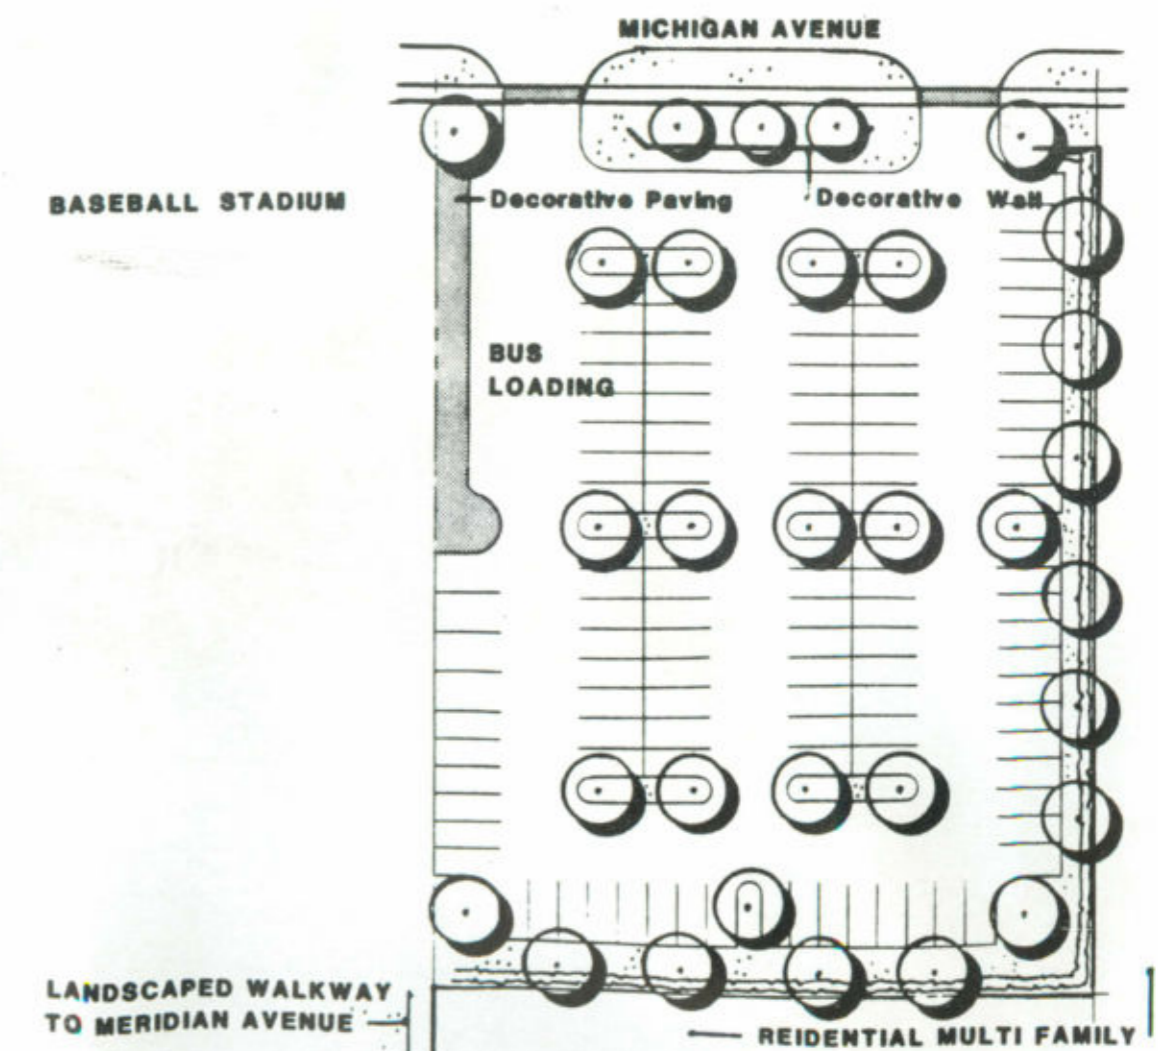 MICHIGAN AVENUE
BASEBALL STADIUM
Decorative Paving
Decorative Wall
BUS
LOADING
LANDSCAPED WALKWAY
TO MERIDIAN AVENUE
REIDENTIAL MULTI FAMILY